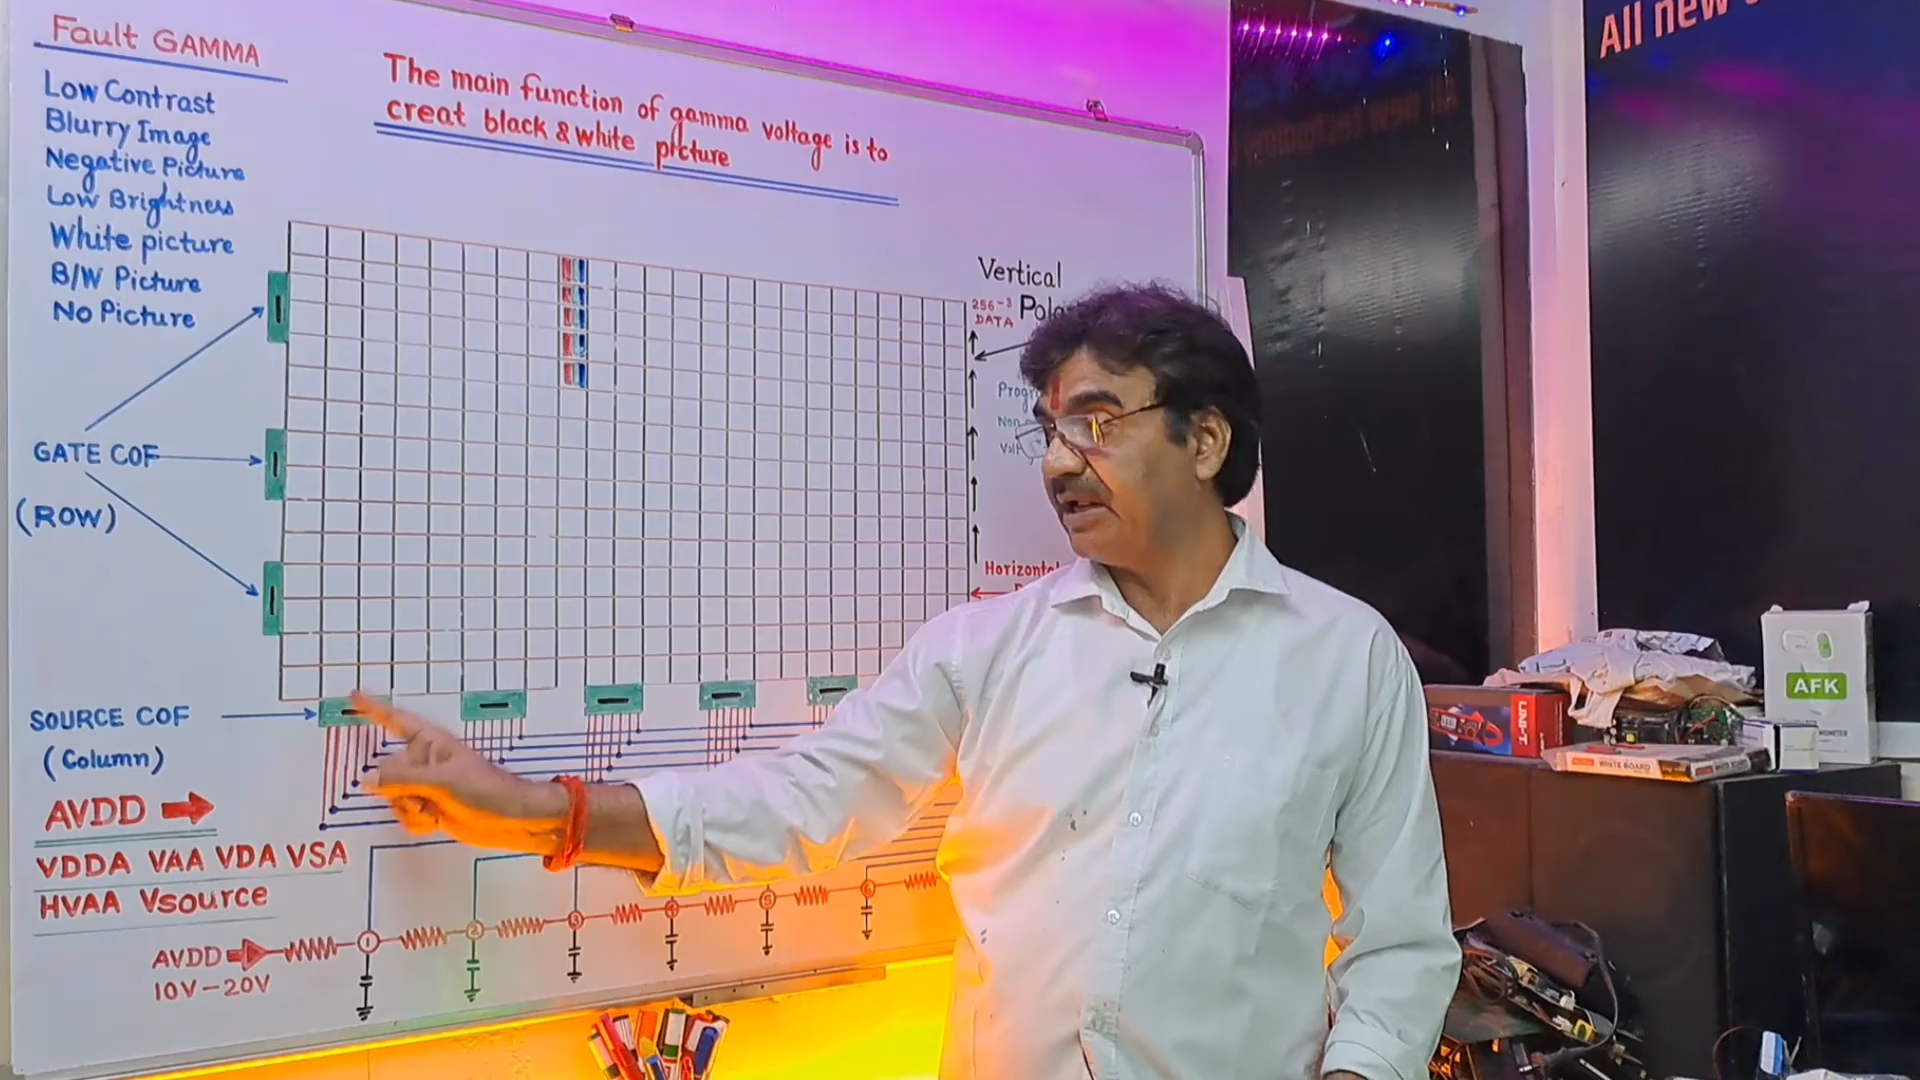 Fault GAMMA
Low Contrast
Blurry Image
Negative Picture
Low Brightness
White picture
B/W Picture
No Picture
The main function of gamma voltage is to
creat black & white picture
GATE COF
(ROW)
SOURCE COF
(Column)
AVDD
VDDA VAA VDA VSA
HVAA Vsource
AVDD
10V-20V
1
2
3
4
5
6
Vertical
256-3
DATA
Horizontal
All new
AFK
UNI-T
WHITE BOARD